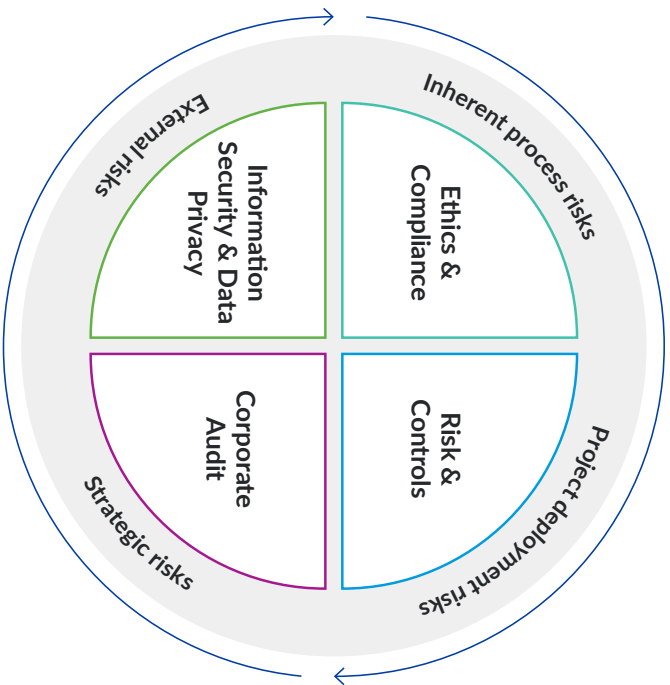 External risks
Inherent process risks
Information
Security & Data
Privacy
Ethics &
Compliance
Corporate
Audit
Risk &
Controls
Strategic risks
Project deployment risks